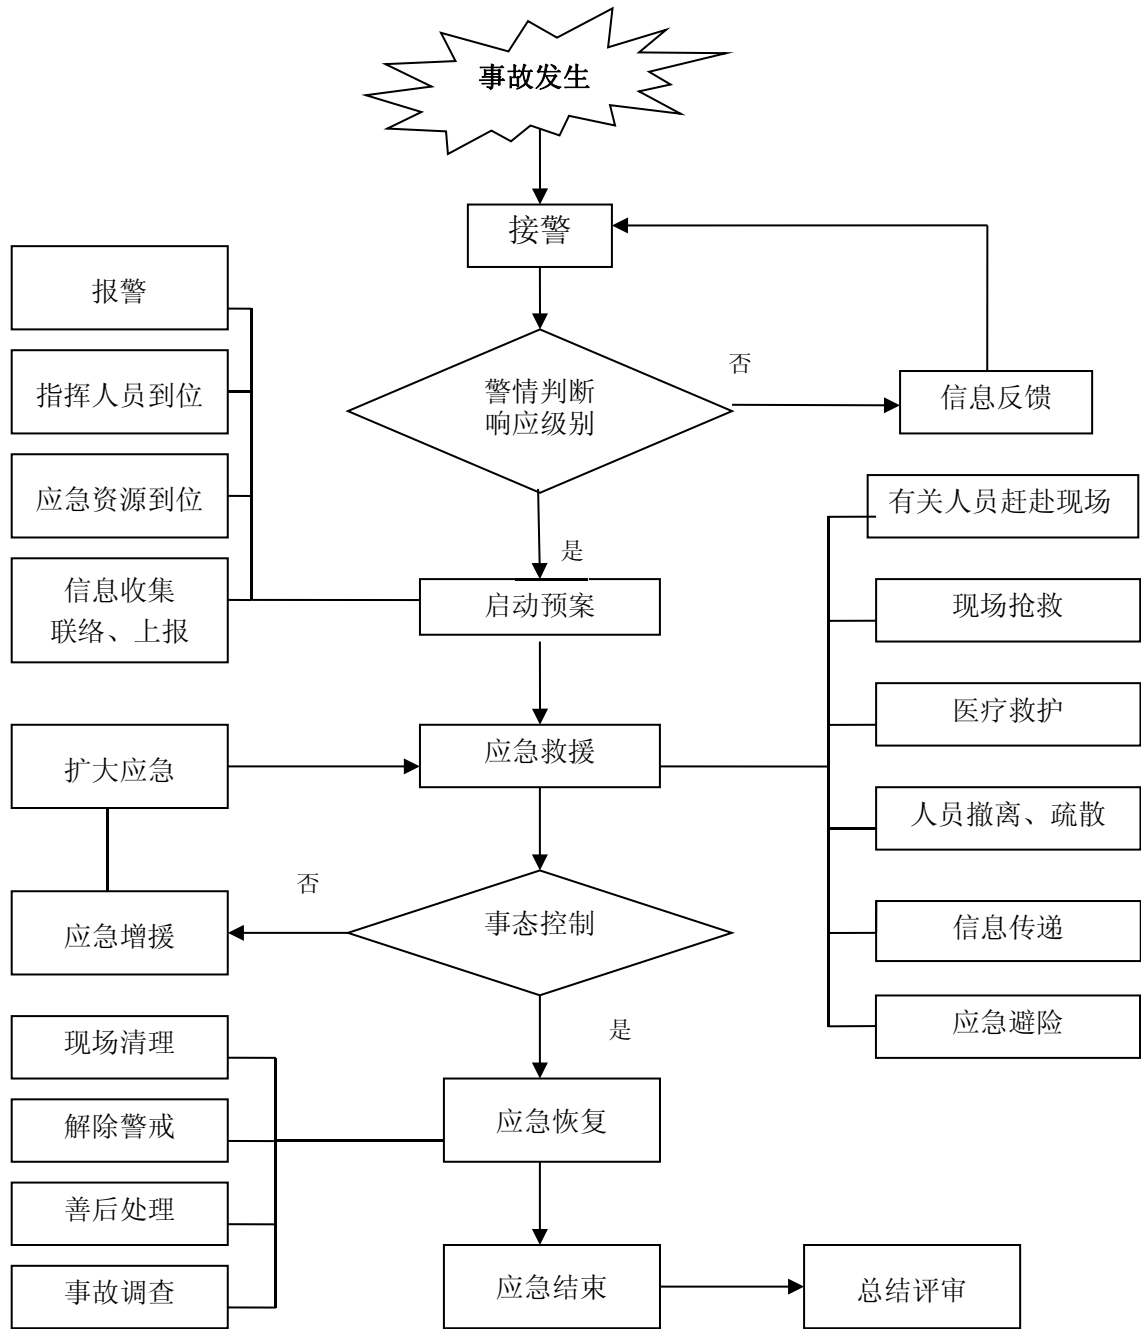 事故发生
接警
报警
指挥人员到位
应急资源到位
信息收集
联络、上报
警情判断
响应级别
否
信息反馈
是
启动预案
有关人员赶赴现场
现场抢救
医疗救护
人员撤离、疏散
信息传递
应急避险
扩大应急
应急救援
否
应急增援
事态控制
是
现场清理
解除警戒
善后处理
事故调查
应急恢复
应急结束
总结评审